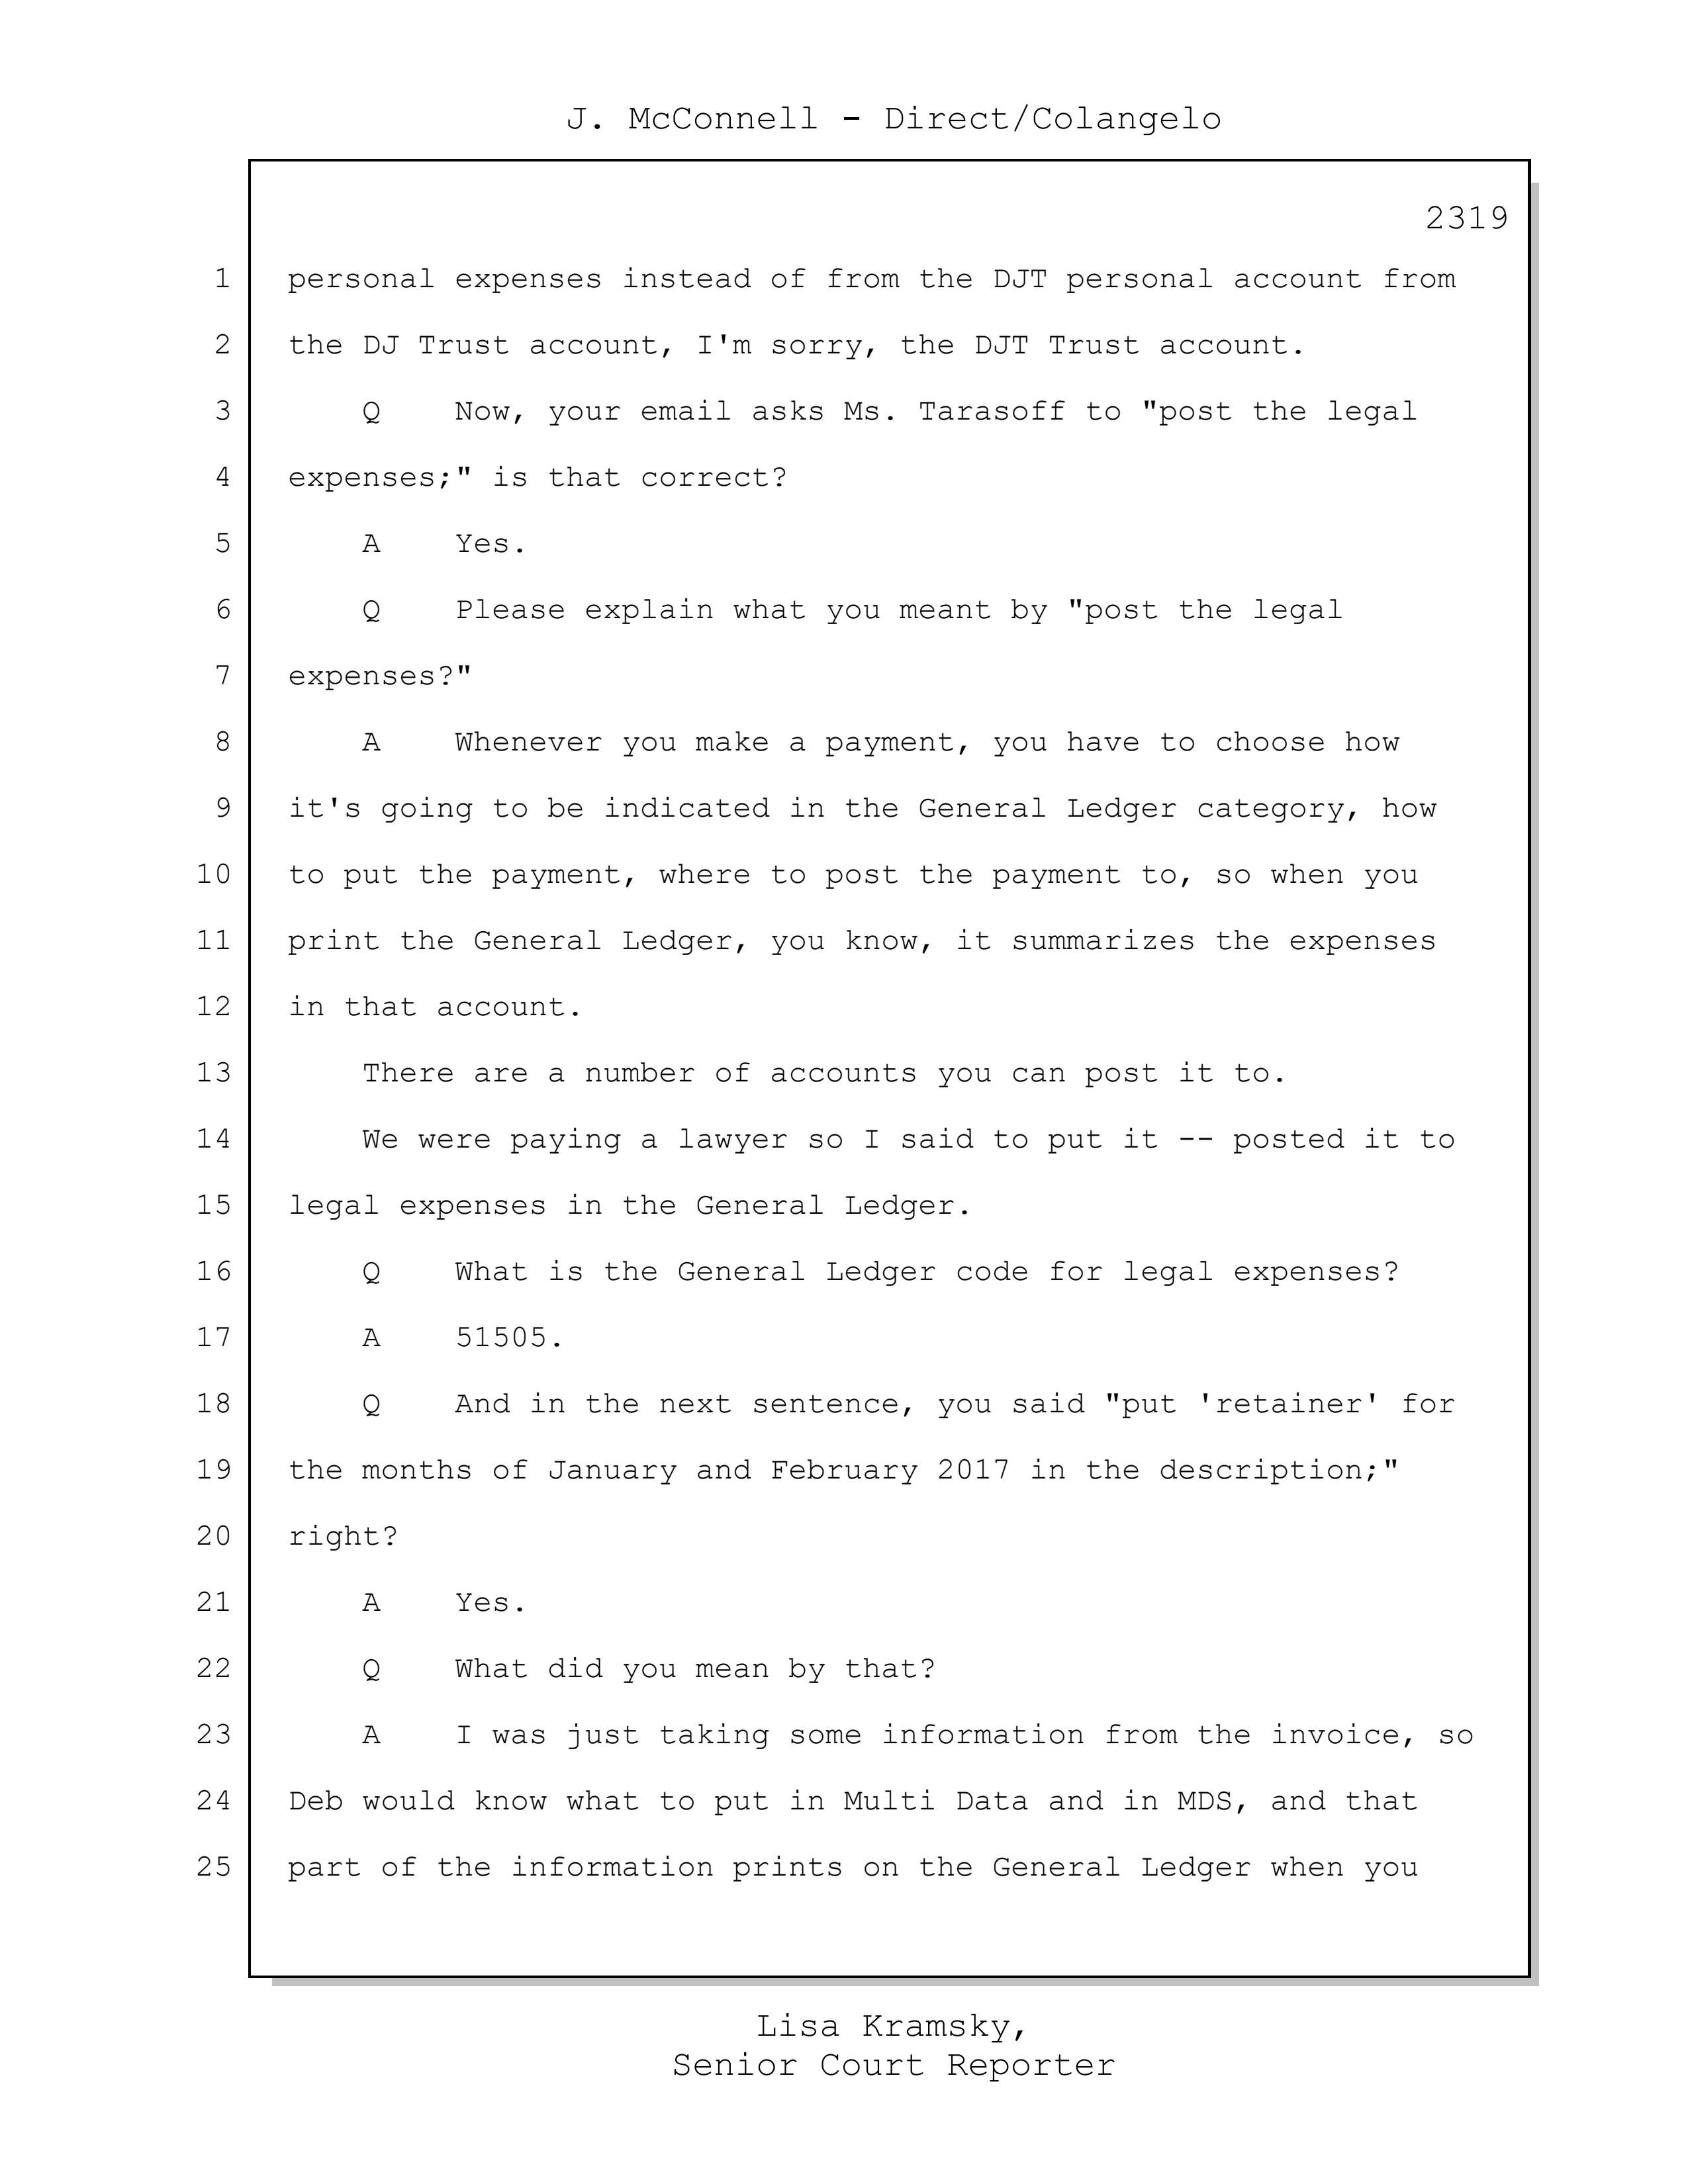 J. McConnell - Direct/Colangelo
2319
1 personal expenses instead of from the DJT personal account from
2 the DJ Trust account, I'm sorry, the DJT Trust account.
3 Q Now, your email asks Ms. Tarasoff to "post the legal
4 expenses;" is that correct?
5 A Yes.
6 Q Please explain what you meant by "post the legal
7 expenses?"
8 A Whenever you make a payment, you have to choose how
9 it's going to be indicated in the General Ledger category, how
10 to put the payment, where to post the payment to, so when you
11 print the General Ledger, you know, it summarizes the expenses
12 in that account.
13 There are a number of accounts you can post it to.
14 We were paying a lawyer so I said to put it -- posted it to
15 legal expenses in the General Ledger.
16 Q What is the General Ledger code for legal expenses?
17 A 51505.
18 Q And in the next sentence, you said "put 'retainer' for
19 the months of January and February 2017 in the description;"
20 right?
21 A Yes.
22 Q What did you mean by that?
23 A I was just taking some information from the invoice, so
24 Deb would know what to put in Multi Data and in MDS, and that
25 part of the information prints on the General Ledger when you
Lisa Kramsky,
Senior Court Reporter